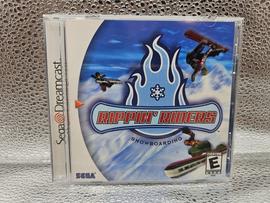 Sega Dreamcast
RIPPIN' RIDERS
SNOWBOARDING
SEGA
E